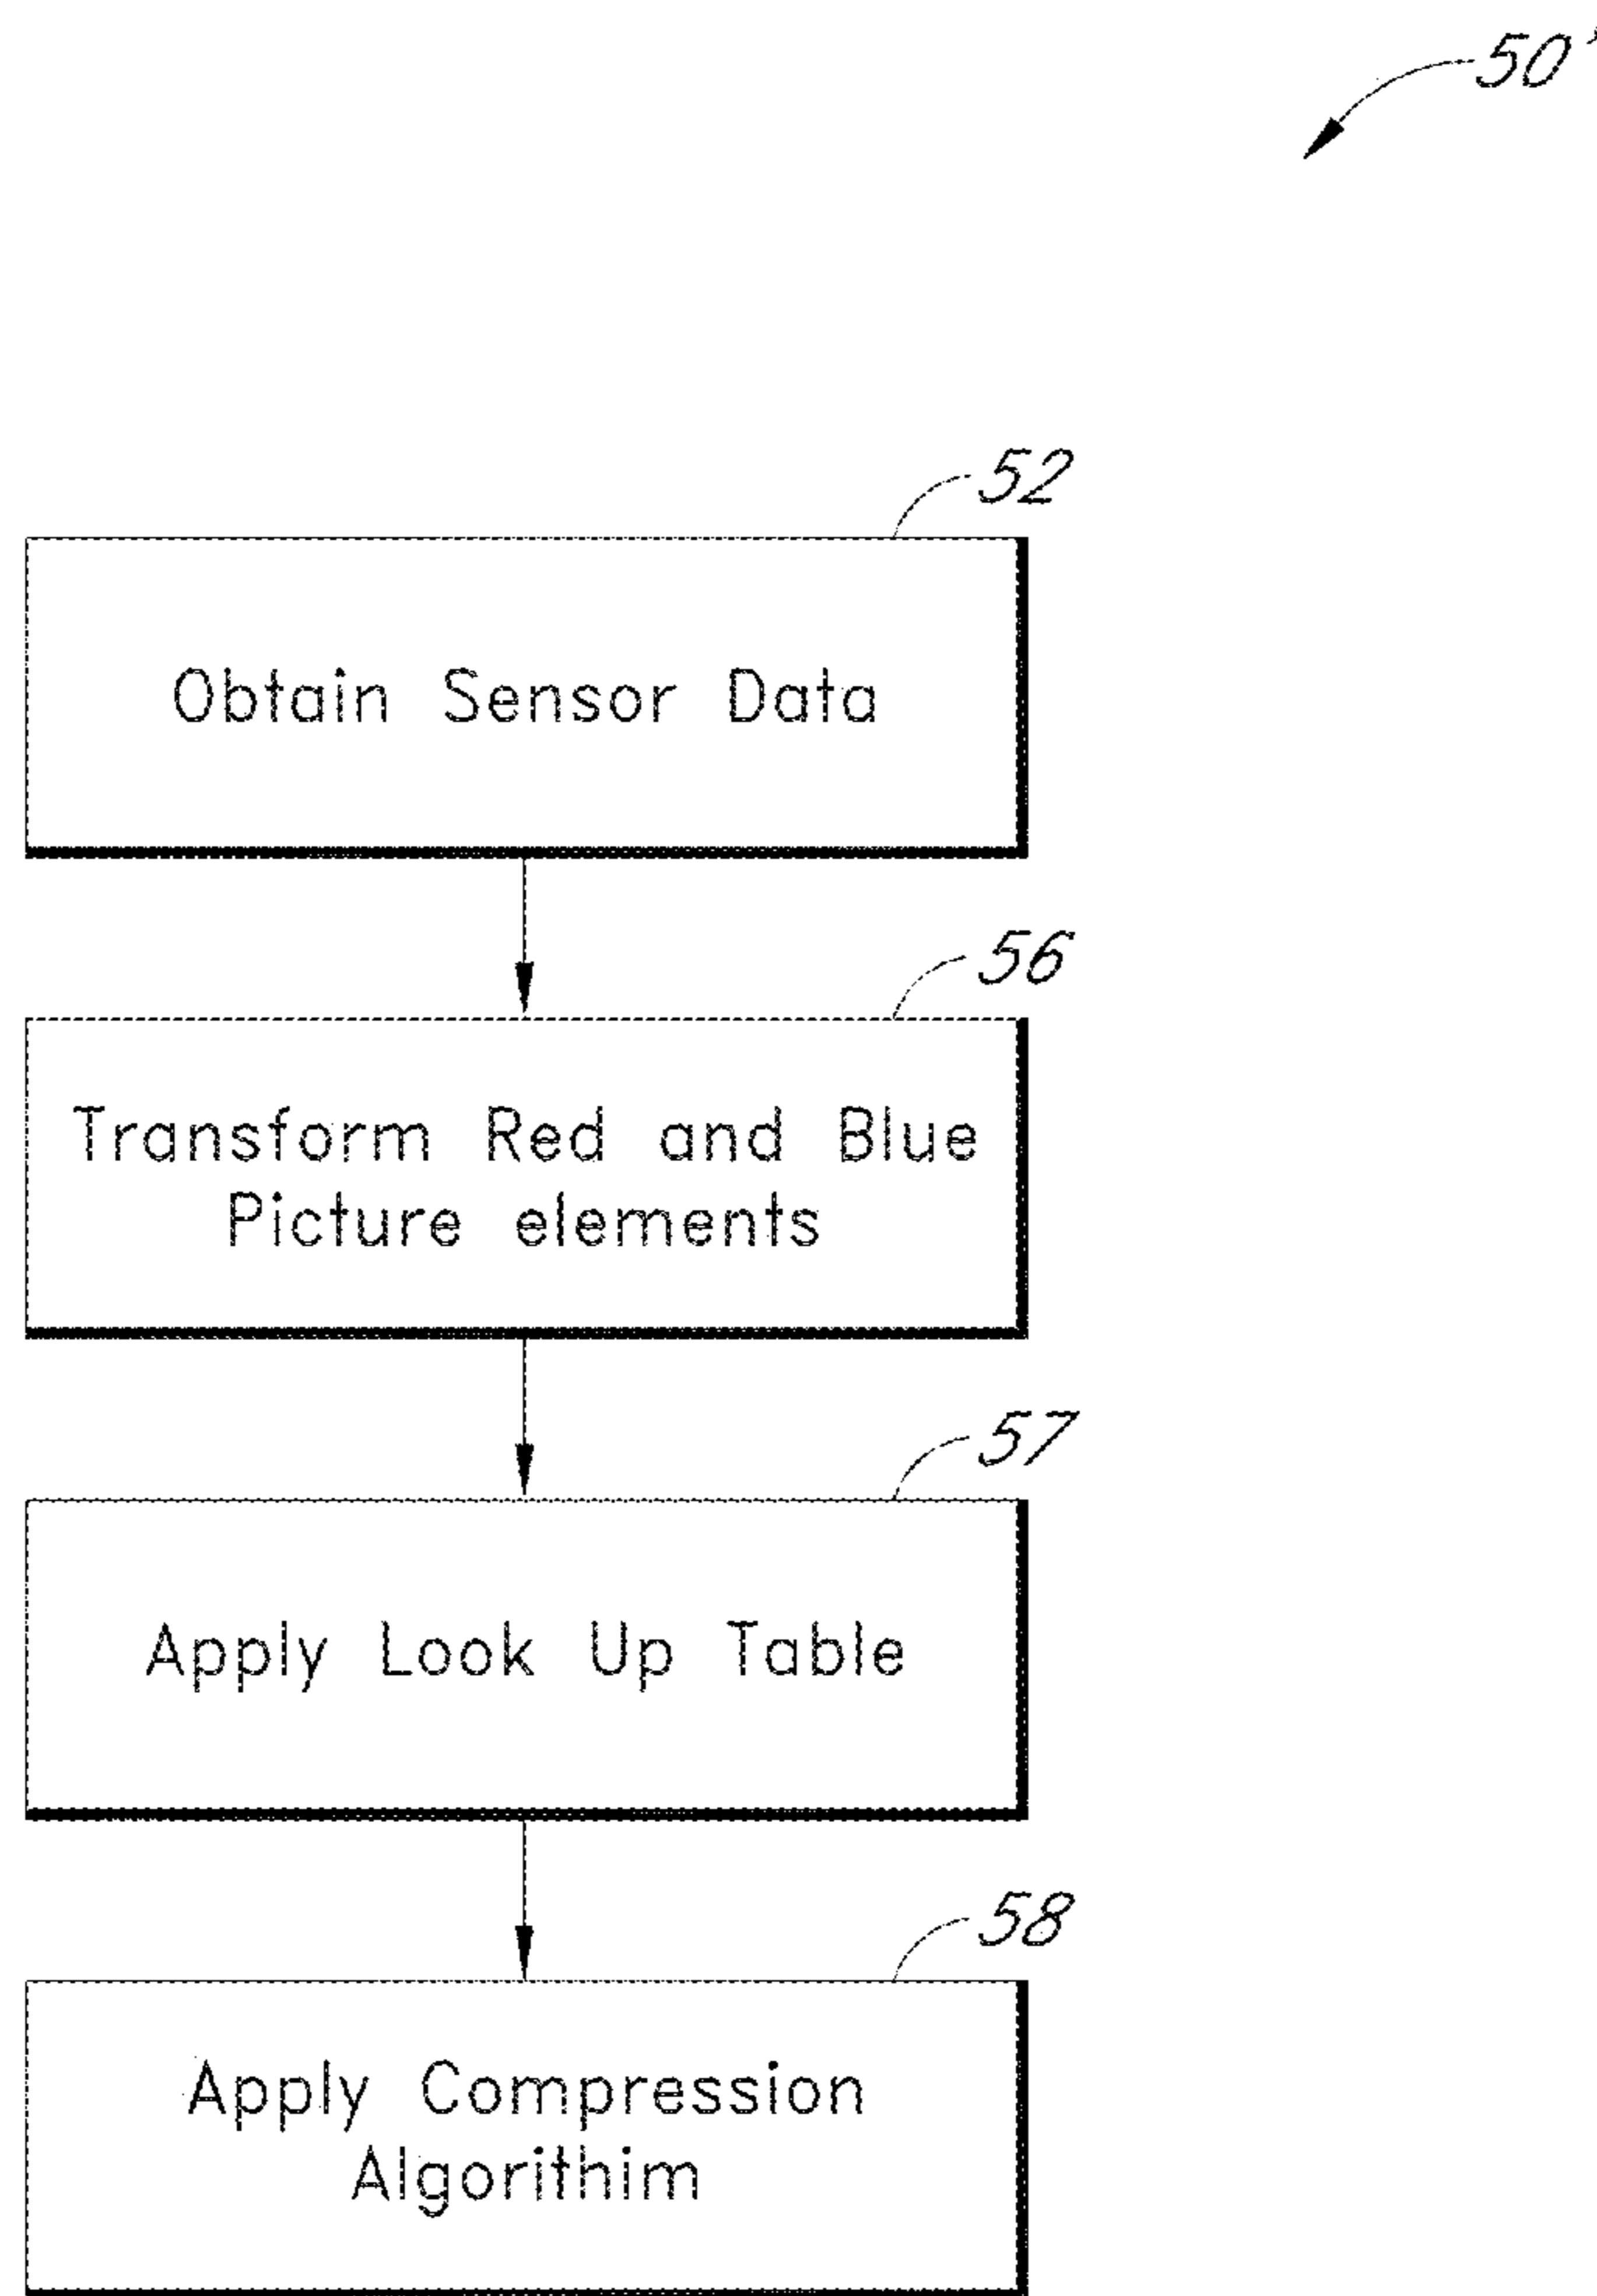 50'
52
Obtain Sensor Data
56
Transform Red and Blue
Picture elements
57
Apply Look Up Table
58
Apply Compression
Algorithim